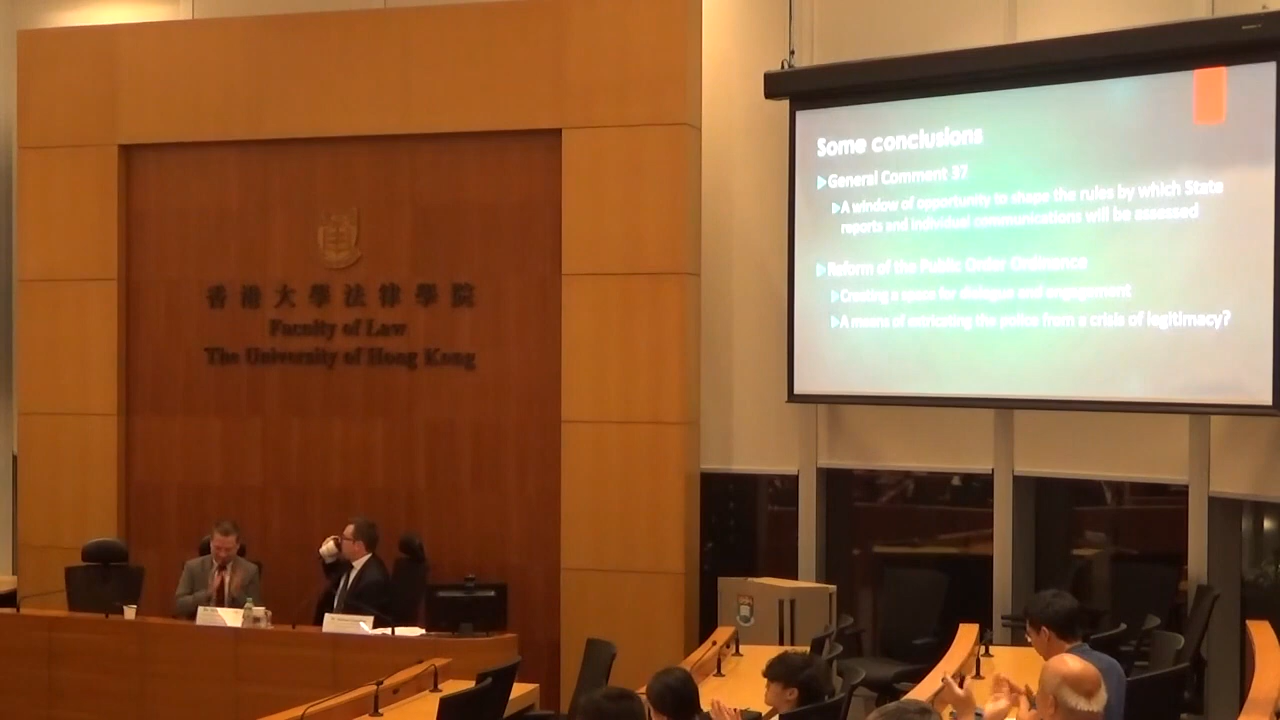 香港大學法律學院
Faculty of Law
The University of Hong Kong
Some conclusions
General Comment 37
A window of opportunity to shape the rules by which State
reports and individual communications will be assessed
Reform of the Public Order Ordinance
Creating a space for dialogue and engagement
A means of extricating the police from a crisis of legitimacy?